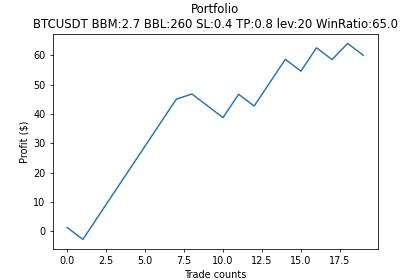 Portfolio
BTCUSDT BBM:2.7 BBL:260 SL:0.4 TP:0.8 lev:20 WinRatio:65.0
60
50
40
30
20
10
0
Profit ($)
0.0 2.5 5.0 7.5 10.0 12.5 15.0 17.5
Trade counts